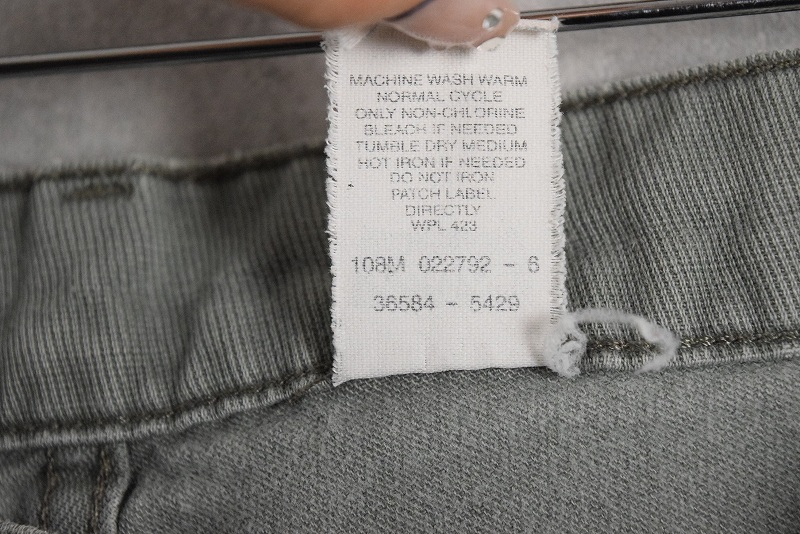 MACHINE WASH WARM
NORMAL CYCLE
ONLY NON-CHLORINE
BLEACH IF NEEDED
TUMBLE DRY MEDIUM
HOT IRON IF NEEDED
DO NOT IRON
PATCH LABEL
DIRECTLY
WPL 423
108M 022792 - 6
36584 - 5429